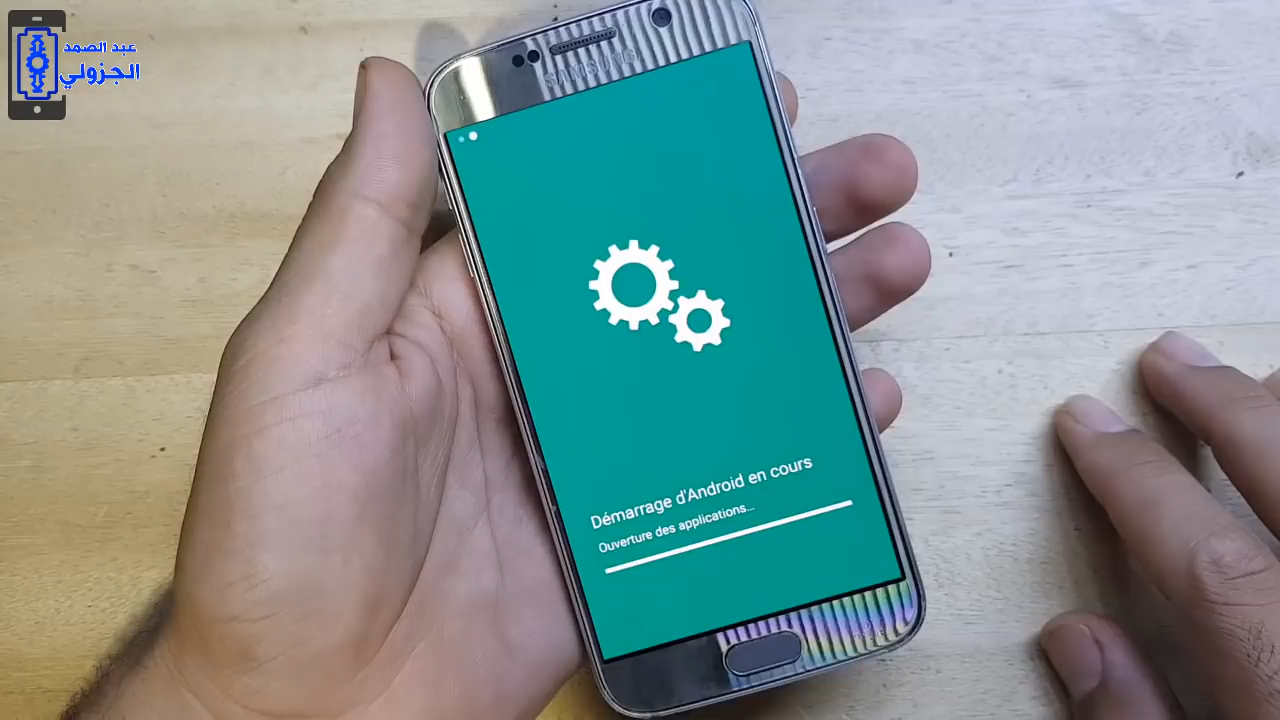 عبد الصمد
الجزولي
SAMSUNG
Démarrage d'Android en cours
Ouverture des applications...